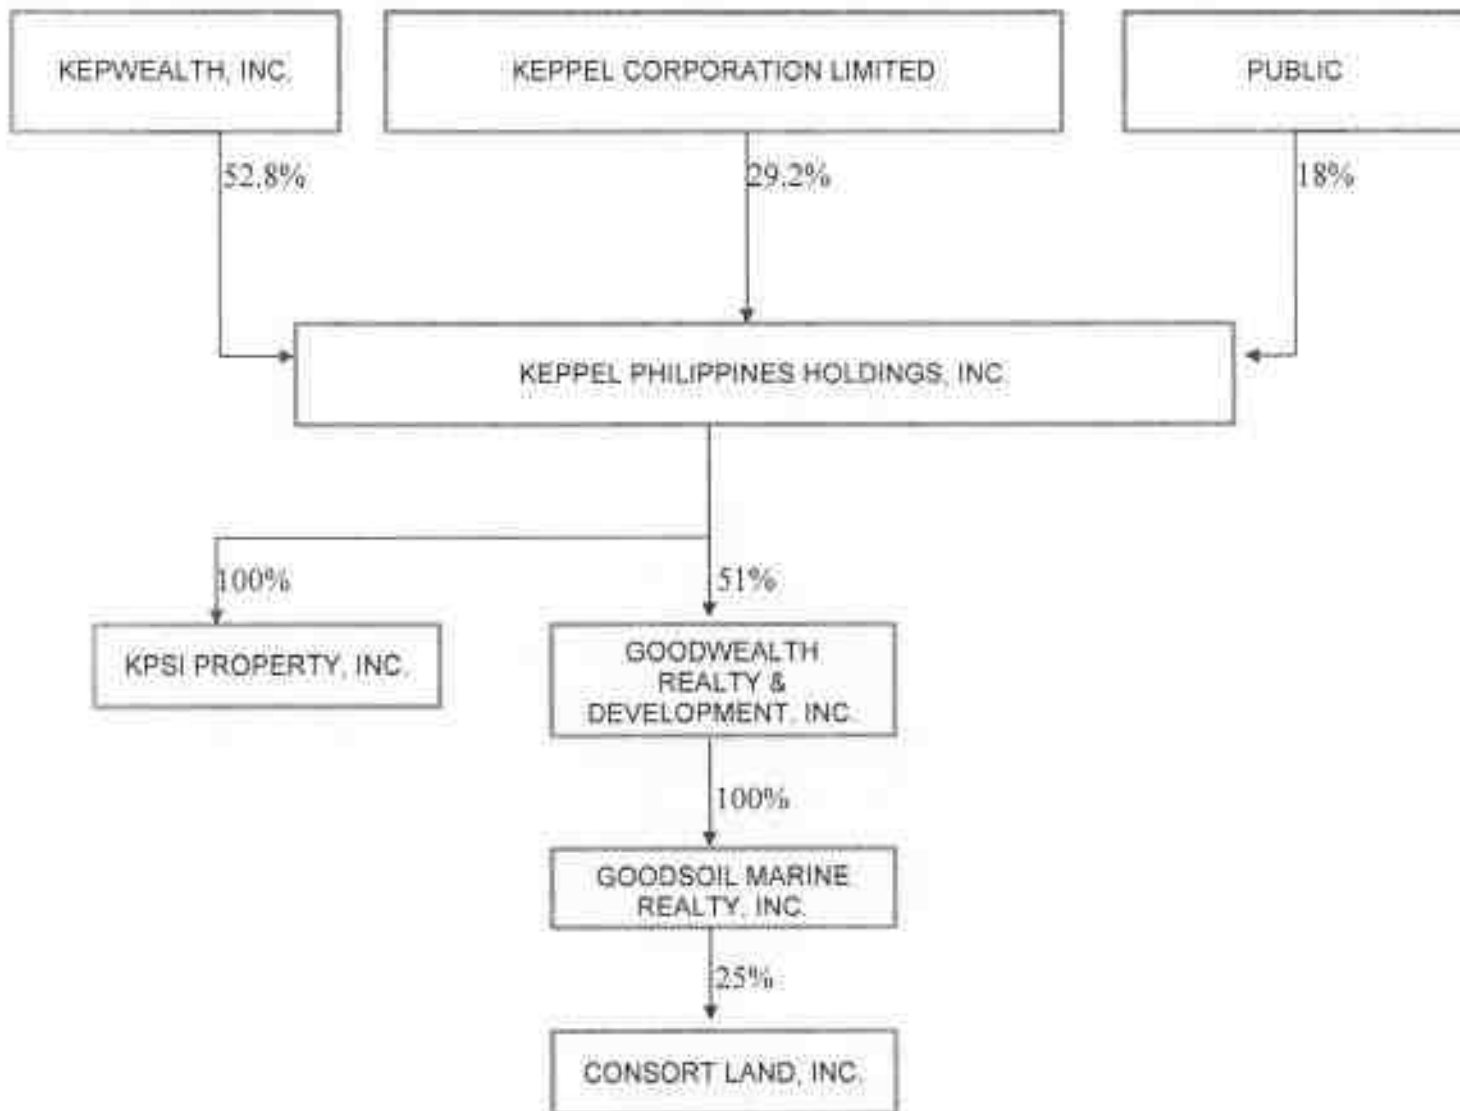 KEPWEALTH, INC.
KEPPEL CORPORATION LIMITED
PUBLIC
52.8%
29.2%
18%
KEPPEL PHILIPPINES HOLDINGS, INC
100%
51%
KPSI PROPERTY, INC.
GOODWEALTH
REALTY &
DEVELOPMENT, INC.
100%
GOODSOIL MARINE
REALTY, INC.
25%
CONSORT LAND, INC.